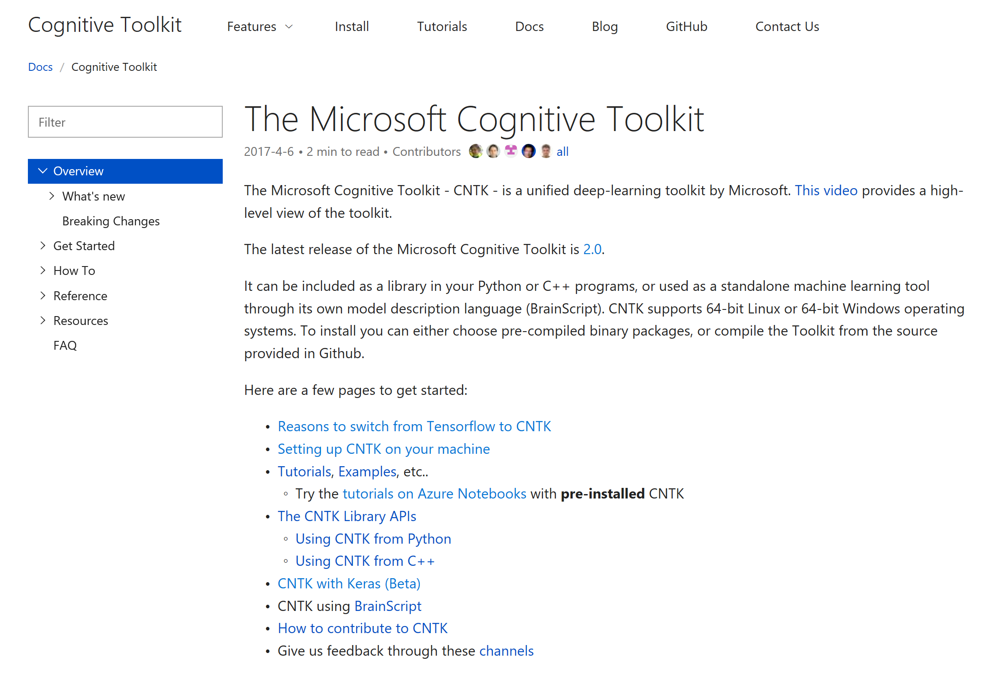 Cognitive Toolkit Features Install Tutorials Docs Blog GitHub Contact Us
Docs / Cognitive Toolkit
Filter
Overview
What's new
Breaking Changes
Get Started
How To
Reference
Resources
FAQ
The Microsoft Cognitive Toolkit
2017-4-6 • 2 min to read • Contributors all
The Microsoft Cognitive Toolkit - CNTK - is a unified deep-learning toolkit by Microsoft. This video provides a high-
level view of the toolkit.
The latest release of the Microsoft Cognitive Toolkit is 2.0.
It can be included as a library in your Python or C++ programs, or used as a standalone machine learning tool
through its own model description language (BrainScript). CNTK supports 64-bit Linux or 64-bit Windows operating
systems. To install you can either choose pre-compiled binary packages, or compile the Toolkit from the source
provided in Github.
Here are a few pages to get started:
• Reasons to switch from Tensorflow to CNTK
• Setting up CNTK on your machine
• Tutorials, Examples, etc..
◦ Try the tutorials on Azure Notebooks with pre-installed CNTK
• The CNTK Library APIs
◦ Using CNTK from Python
◦ Using CNTK from C++
• CNTK with Keras (Beta)
• CNTK using BrainScript
• How to contribute to CNTK
• Give us feedback through these channels